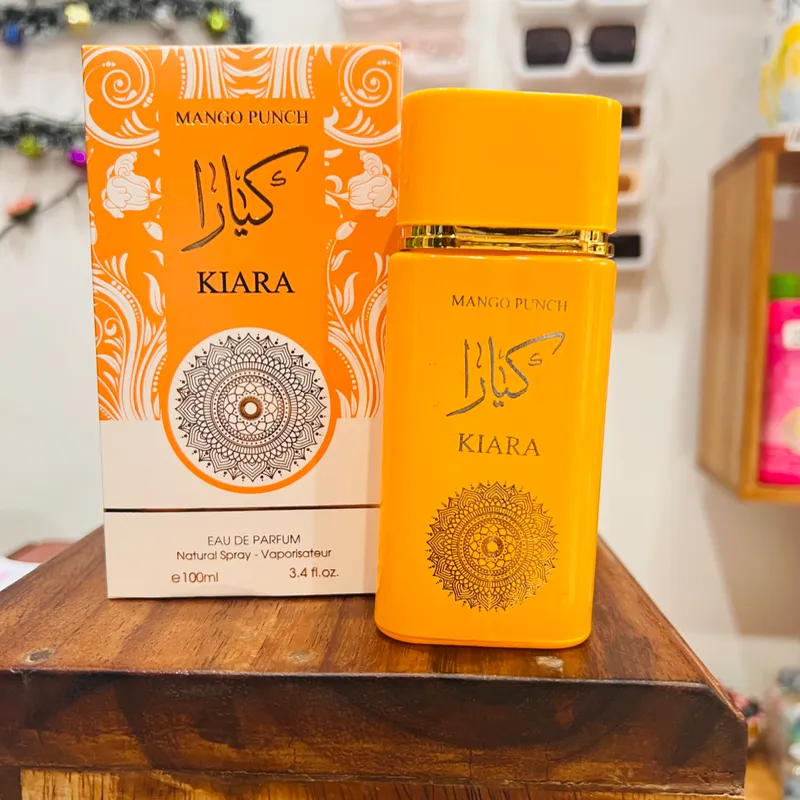 MANGO PUNCH
كيارا
KIARA
EAU DE PARFUM
Natural Spray - Vaporisateur
e100ml 3.4 fl.oz.
MANGO PUNCH
كيارا
KIARA